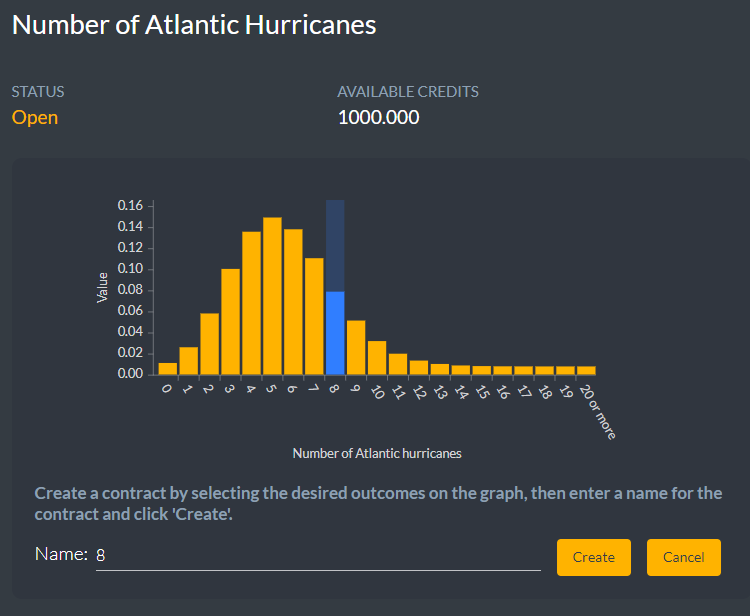 Number of Atlantic Hurricanes
STATUS
AVAILABLE CREDITS
Open
1000.000
0.16
0.14
0.12
0.10
0.08
0.06
0.04
0.02
0.00
Value
0 1 2 3 4 5 6 7 8 9 10 11 12 13 14 15 16 17 18 19 20 or more
Number of Atlantic hurricanes
Create a contract by selecting the desired outcomes on the graph, then enter a name for the
contract and click 'Create'.
Name: 8
Create
Cancel